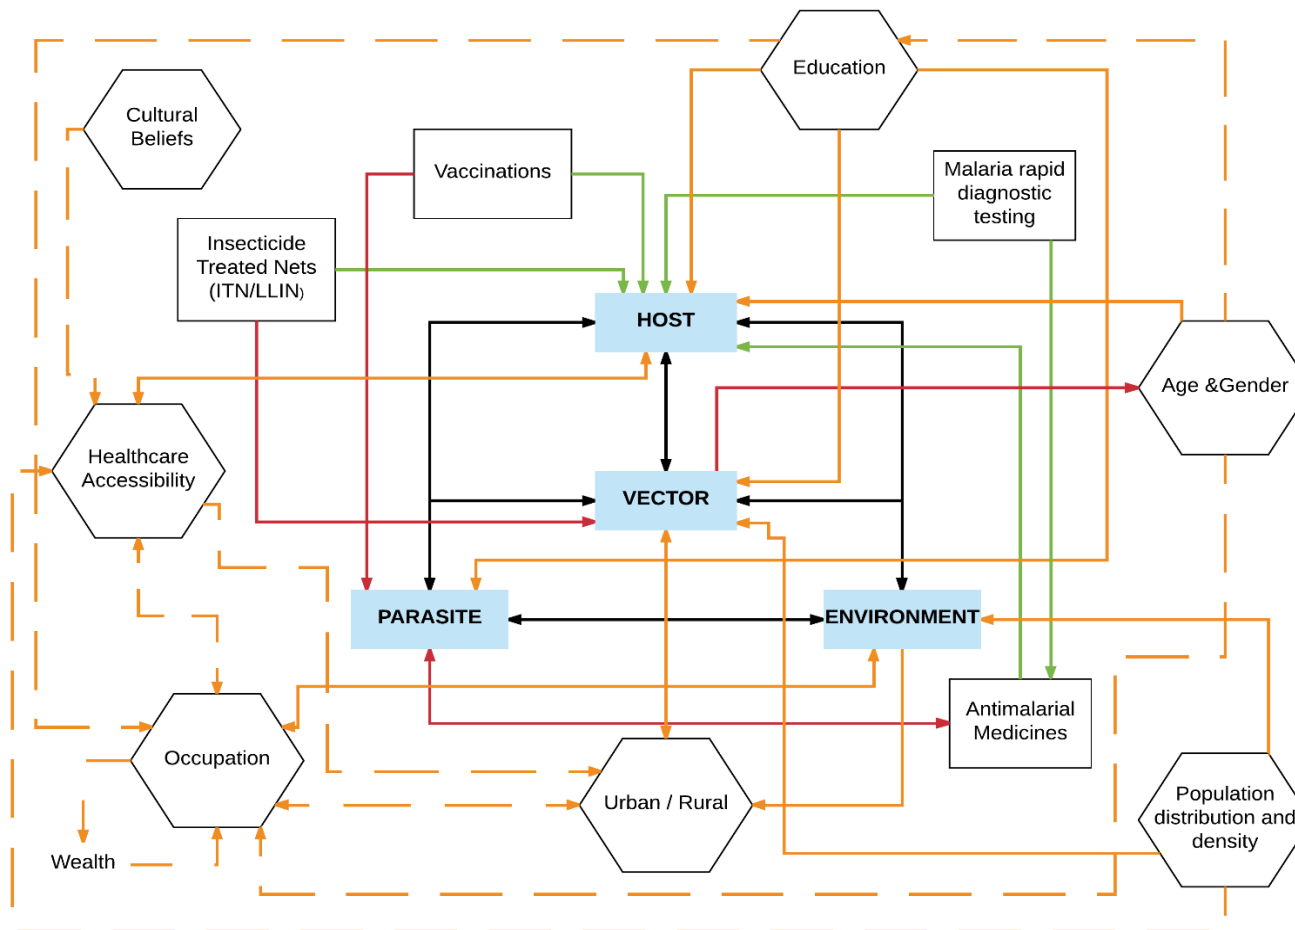 Education
Cultural
Beliefs
Vaccinations
Malaria rapid
diagnostic
testing
Insecticide
Treated Nets
(ITN/LLIN)
HOST
Age &Gender
Healthcare
Accessibility
VECTOR
PARASITE
ENVIRONMENT
Antimalarial
Medicines
Occupation
Urban / Rural
Population
distribution and
density
Wealth